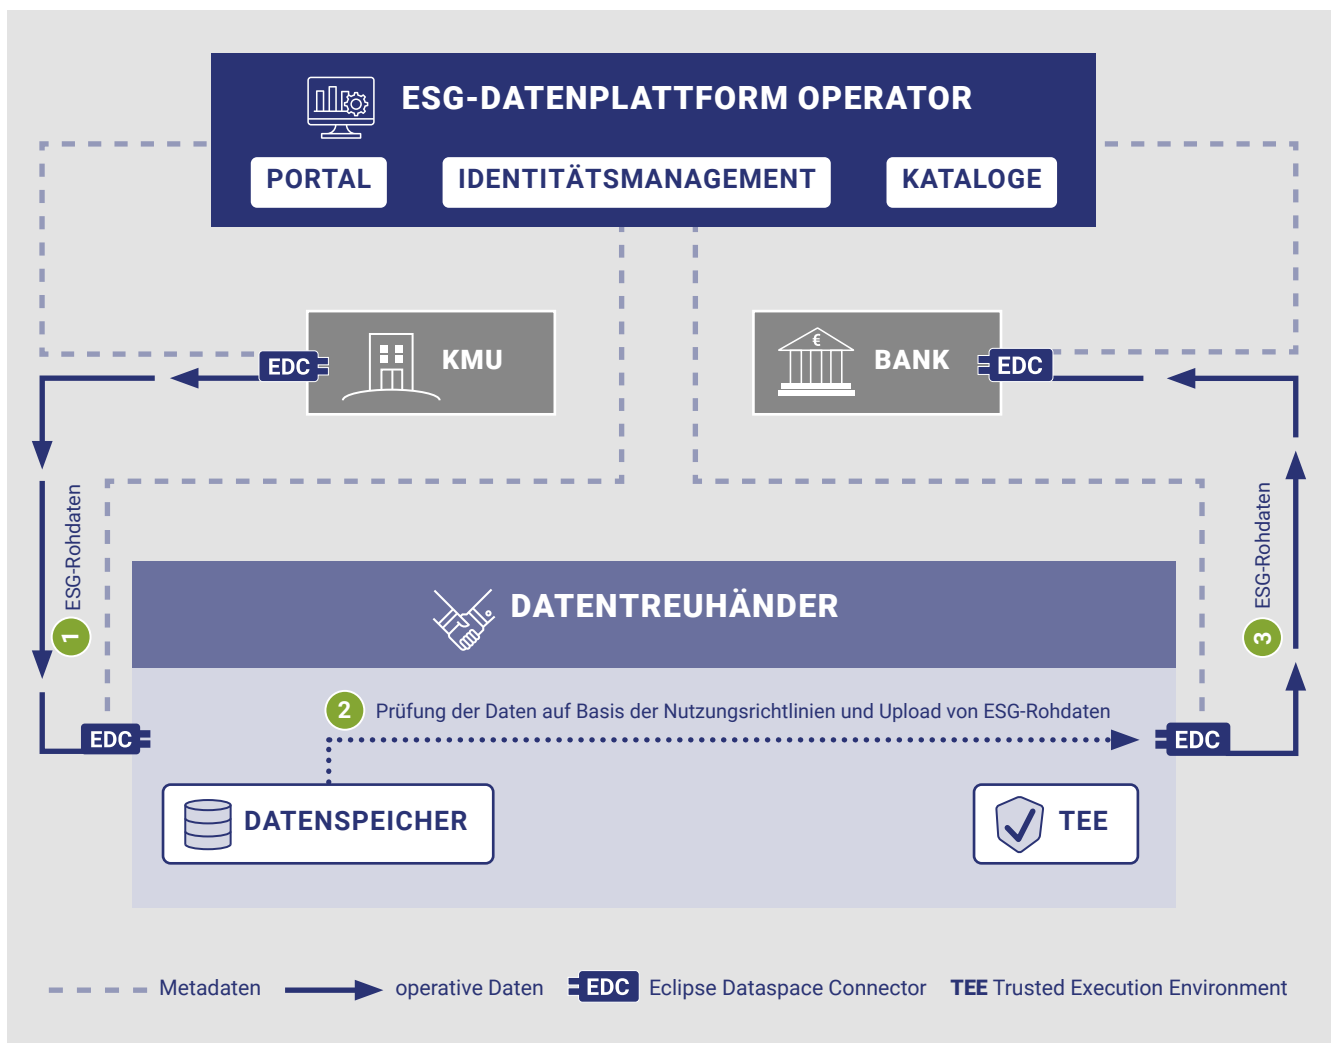 ESG-DATENPLATTFORM OPERATOR
PORTAL
IDENTITÄTSMANAGEMENT
KATALOGE
EDC
KMU
€
BANK
EDC
1
ESG-Rohdaten
3
ESG-Rohdaten
DATENTREUHÄNDER
2 Prüfung der Daten auf Basis der Nutzungsrichtlinien und Upload von ESG-Rohdaten
EDC
EDC
DATENSPEICHER
TEE
Metadaten
operative Daten
EDC Eclipse Dataspace Connector
TEE Trusted Execution Environment